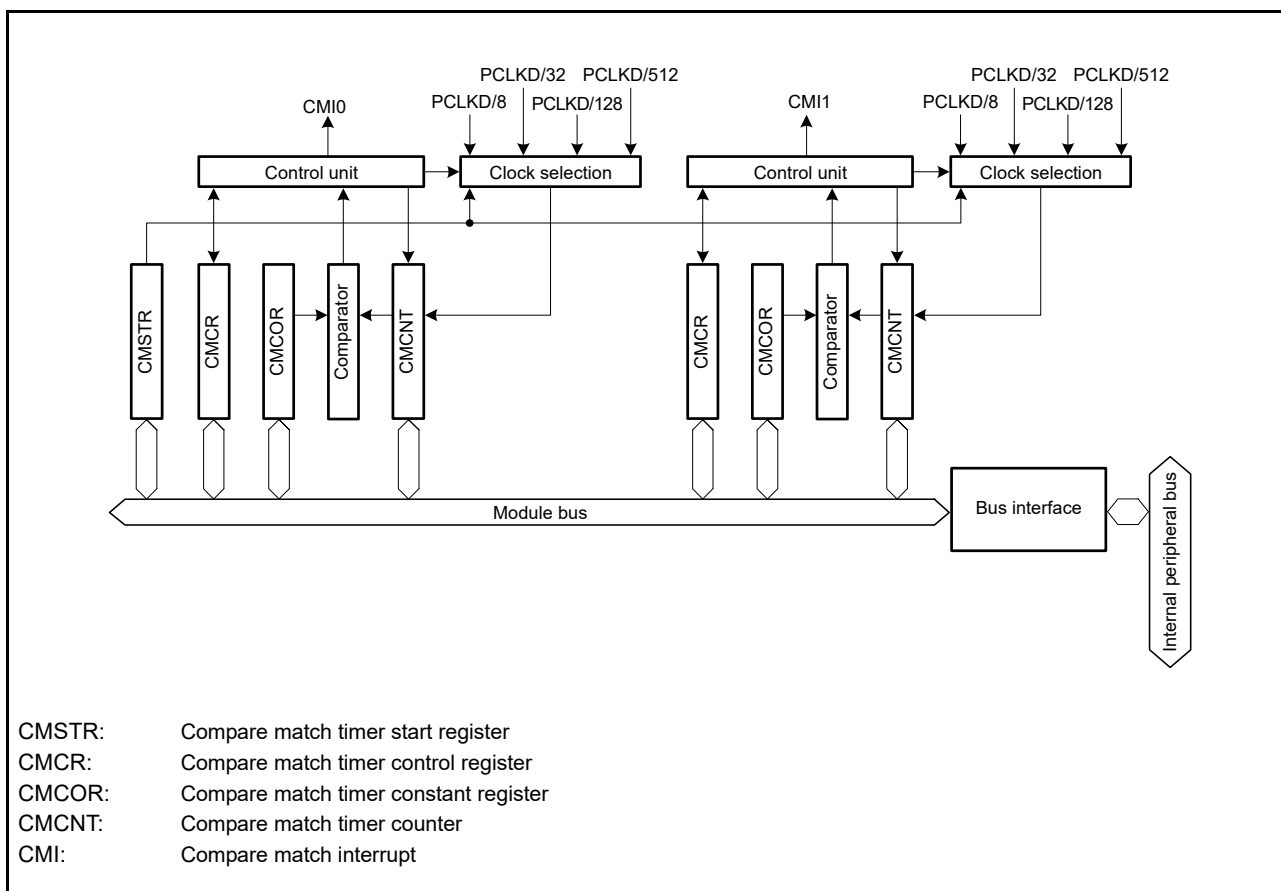 PCLKD/32 PCLKD/512
PCLKD/8 PCLKD/128
CMI0
Control unit
Clock selection
PCLKD/32 PCLKD/512
PCLKD/8 PCLKD/128
CMI1
Control unit
Clock selection
CMSTR
CMCR
CMCOR
Comparator
CMCNT
CMCR
CMCOR
Comparator
CMCNT
Module bus
Bus interface
Internal peripheral bus
CMSTR: Compare match timer start register
CMCR: Compare match timer control register
CMCOR: Compare match timer constant register
CMCNT: Compare match timer counter
CMI: Compare match interrupt